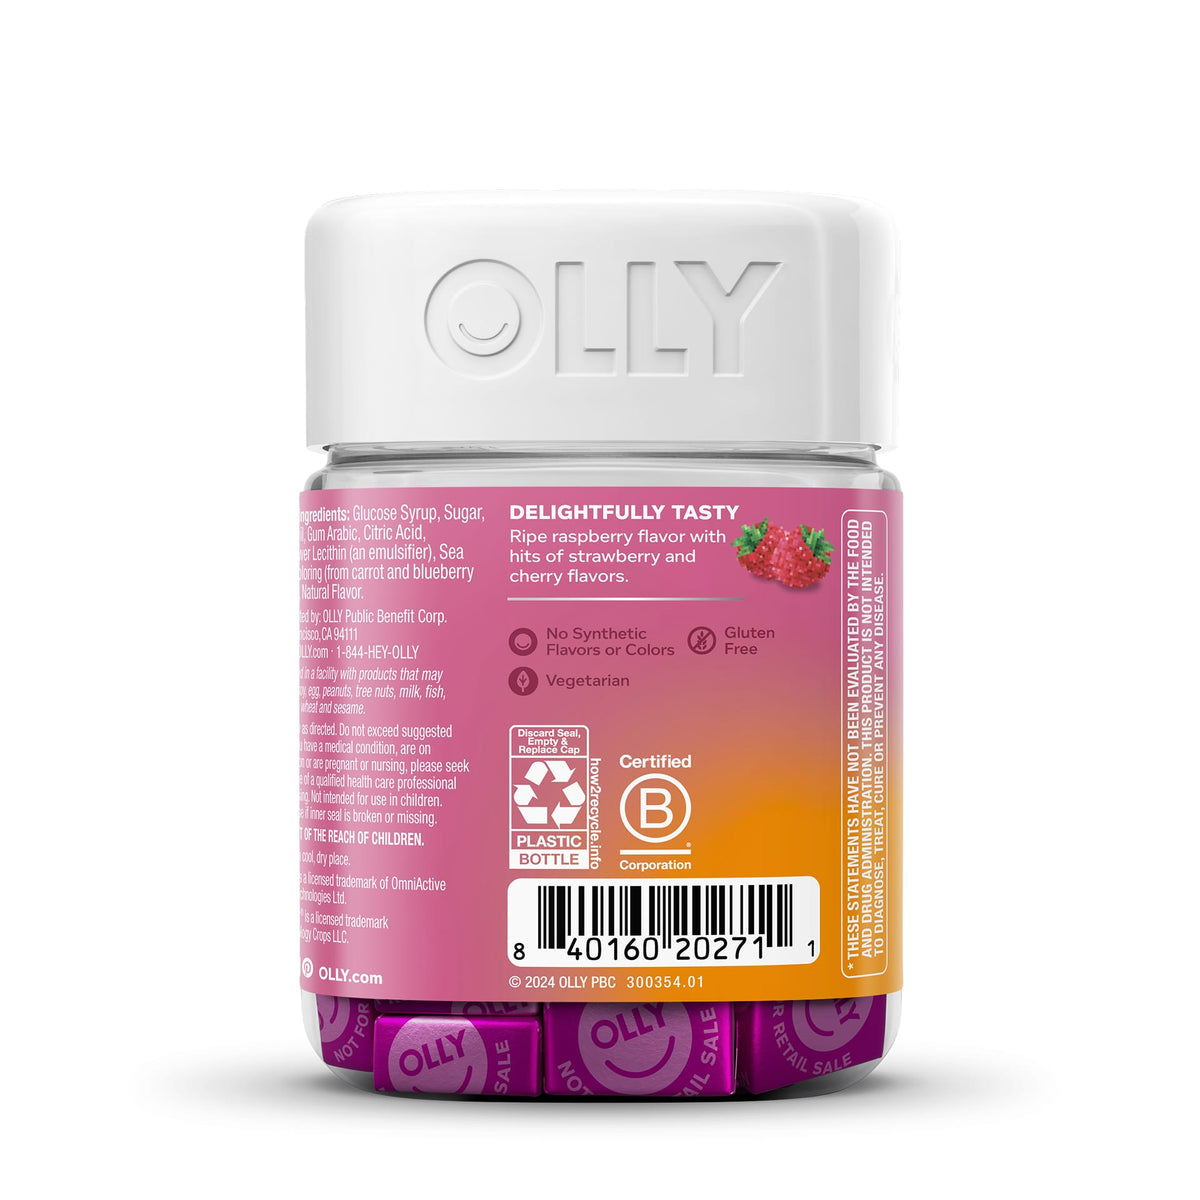 OLLY
Ingredients: Glucose Syrup, Sugar,
Gum Arabic, Citric Acid,
Lecithin (an emulsifier), Sea
(from carrot and blueberry
Natural Flavor.
by: OLLY Public Benefit Corp.
CA 94111
OLLY.com · 1-844-HEY-OLLY
in a facility with products that may
egg, peanuts, tree nuts, milk, fish,
wheat and sesame.
as directed. Do not exceed suggested
have a medical condition, are on
or are pregnant or nursing, please seek
of a qualified health care professional
Not intended for use in children.
if inner seal is broken or missing.
OF THE REACH OF CHILDREN.
cool, dry place.
a licensed trademark of OmniActive
Ltd.
is a licensed trademark
Crops LLC.
OLLY.com
DELIGHTFULLY TASTY
Ripe raspberry flavor with
hits of strawberry and
cherry flavors.
No Synthetic
Flavors or Colors
Gluten
Free
Vegetarian
Discard Seal,
Empty &
Replace Cap
PLASTIC
BOTTLE
how2recycle.info
Certified
B
®
Corporation
8 40160 20271 1
© 2024 OLLY PBC 300354.01
* THESE STATEMENTS HAVE NOT BEEN EVALUATED BY THE FOOD
AND DRUG ADMINISTRATION. THIS PRODUCT IS NOT INTENDED
TO DIAGNOSE, TREAT, CURE OR PREVENT ANY DISEASE.
NOT FOR
OLLY
OLLY
SALE
OLLY
NOT
SALE
RETAIL SALE